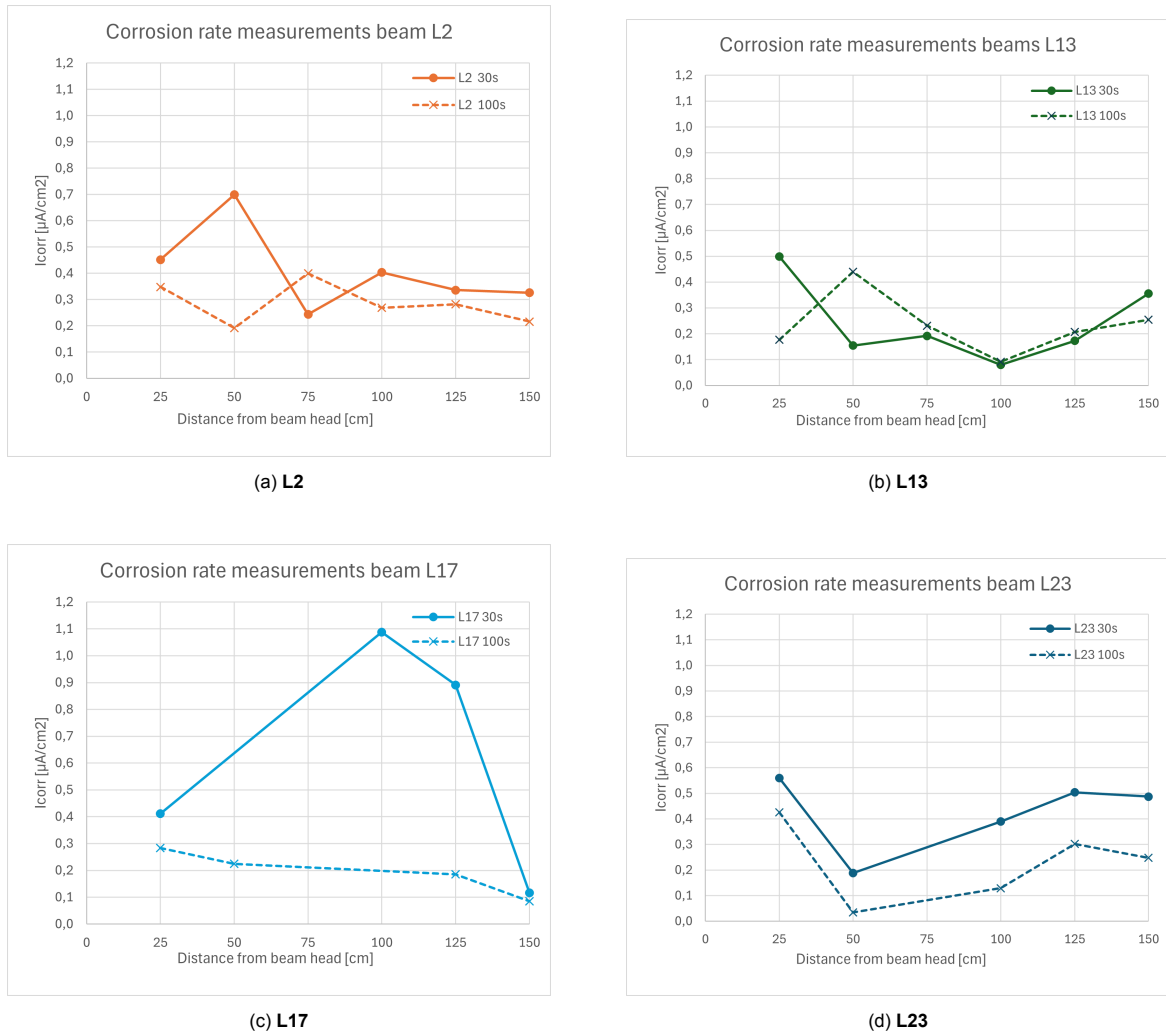 Corrosion rate measurements beam L2
L2 30s
L2 100s
1,2
1,1
1,0
0,9
0,8
0,7
0,6
0,5
0,4
0,3
0,2
0,1
0,0
Icorr [µA/cm2]
0 25 50 75 100 125 150
Distance from beam head [cm]
(a) L2
Corrosion rate measurements beams L13
L13 30s
L13 100s
1,2
1,1
1,0
0,9
0,8
0,7
0,6
0,5
0,4
0,3
0,2
0,1
0,0
Icorr [µA/cm2]
0 25 50 75 100 125 150
Distance from beam head [cm]
(b) L13
Corrosion rate measurements beam L17
L17 30s
L17 100s
1,2
1,1
1,0
0,9
0,8
0,7
0,6
0,5
0,4
0,3
0,2
0,1
0,0
Icorr [µA/cm2]
0 25 50 75 100 125 150
Distance from beam head [cm]
(c) L17
Corrosion rate measurements beam L23
L23 30s
L23 100s
1,2
1,1
1,0
0,9
0,8
0,7
0,6
0,5
0,4
0,3
0,2
0,1
0,0
Icorr [µA/cm2]
0 25 50 75 100 125 150
Distance from beam head [cm]
(d) L23